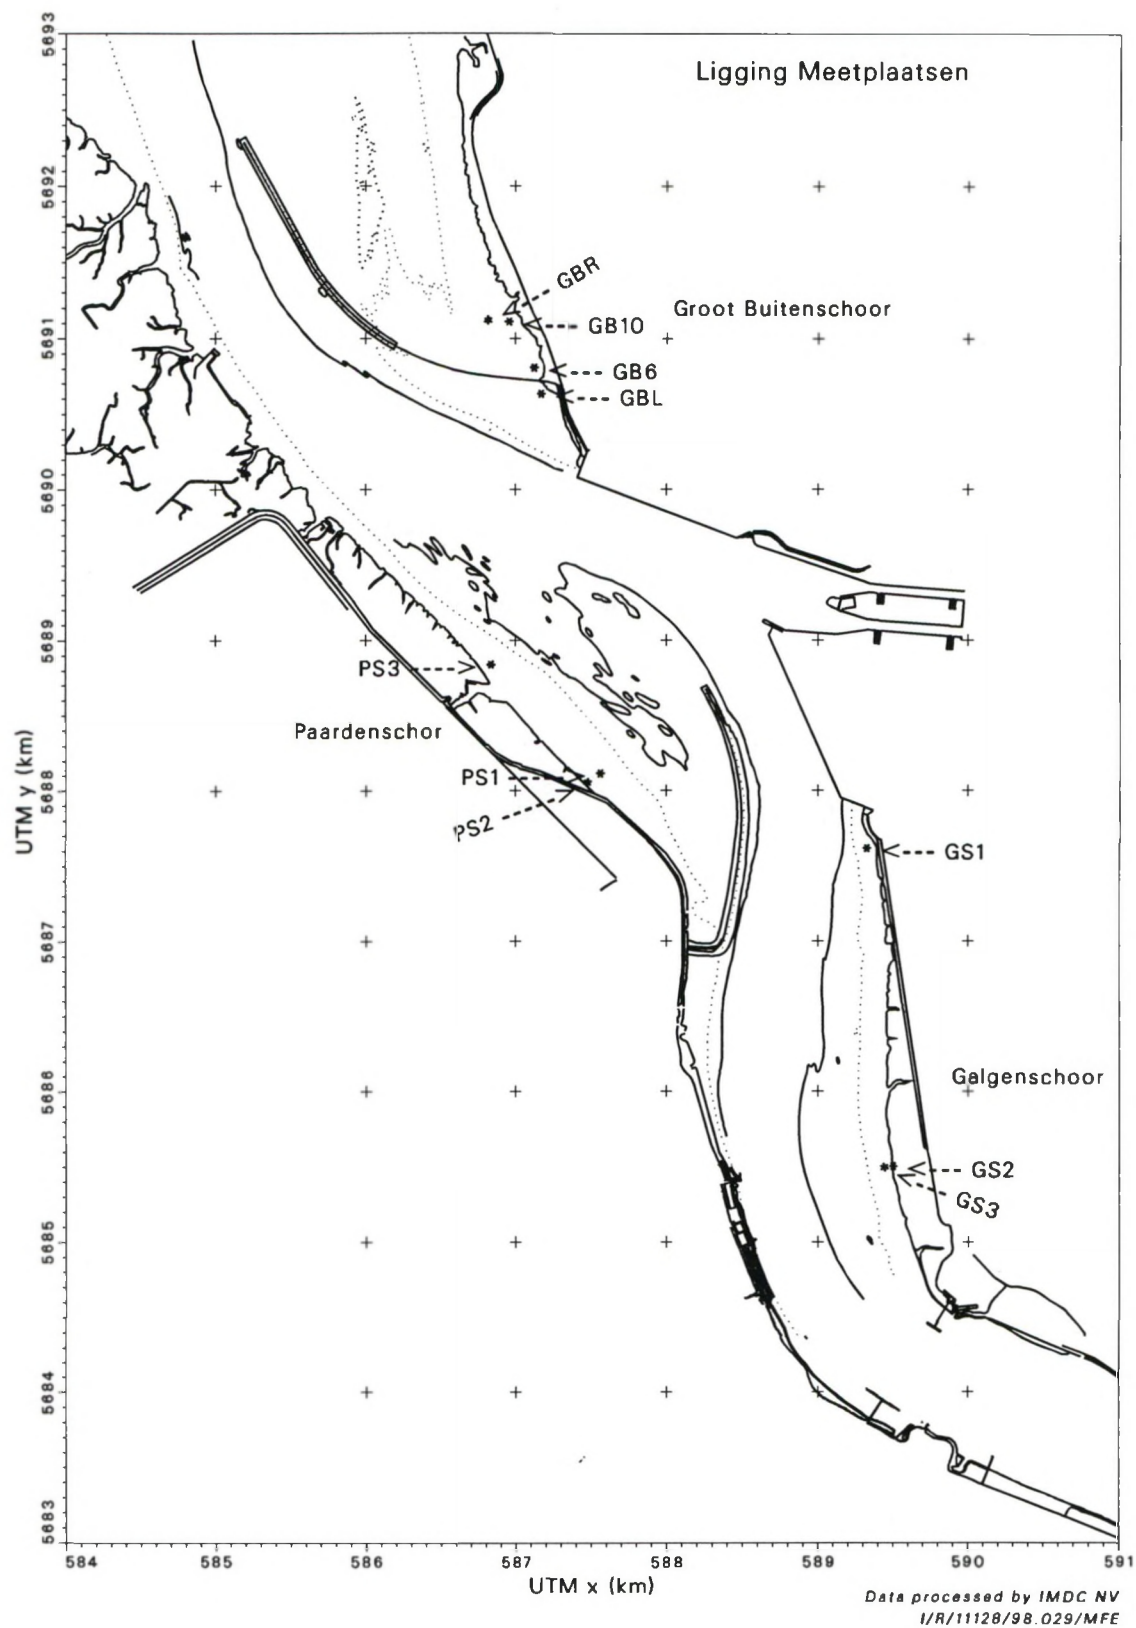 Ligging Meetplaatsen
5693
5692
5691
5690
5689
5688
5687
5686
5685
5684
5683
UTM y (km)
GBR
Groot Buitenschoor
GB10
GB6
GBL
PS3
Paardenschor
PS1
PS2
GS1
Galgenschoor
GS2
GS3
584 585 586 587 588 589 590 591
UTM x (km)
Data processed by IMDC NV
I/R/11128/98.029/MFE